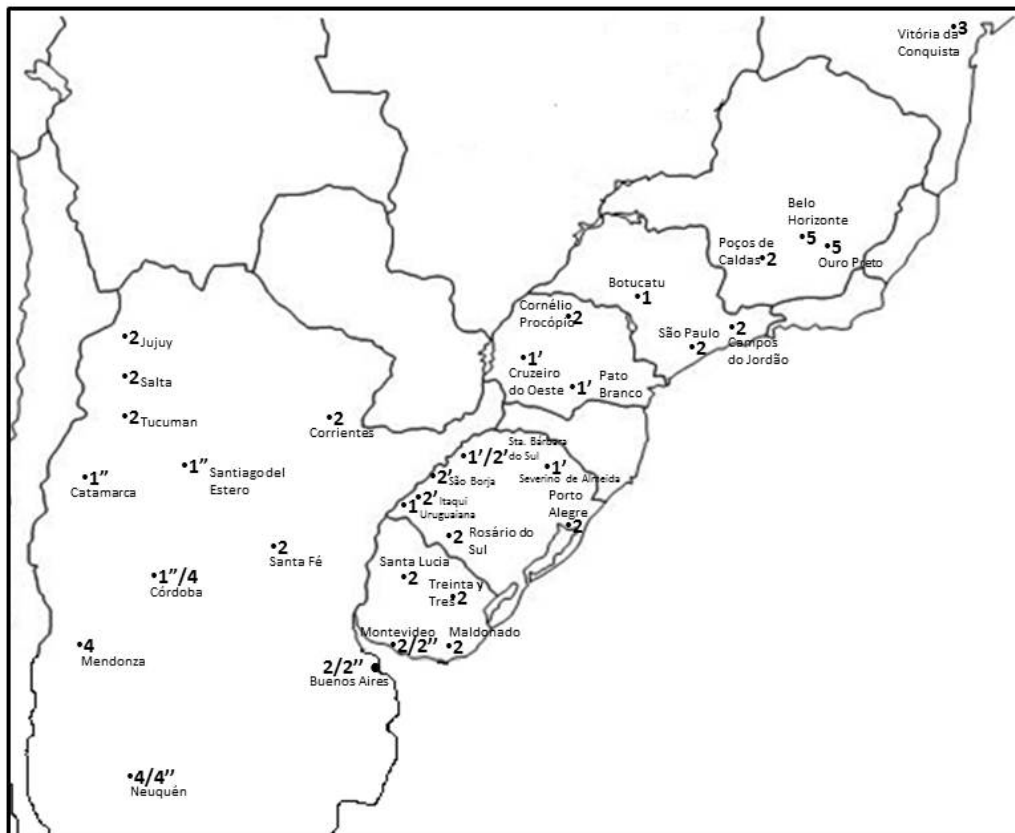 Vitória da
Conquista
•3
Belo
Horizonte
•5
•5
Ouro Preto
Poços de
Caldas
•2
Botucatu
•1
Cornélio
Procópio
•2
São Paulo
•2
•2
Campos
do Jordão
•2
Jujuy
•1'
Cruzeiro
do Oeste
•1'
Pato
Branco
•2
Salta
•2
Tucuman
•2
Corrientes
•1'/2'
Sta. Bárbara
do Sul
•1'
Severino de Almeida
•1''
Catamarca
•1''
Santiago del
Estero
•2'
São Borja
•2'
Itaqui
•1
Uruguaiana
Porto
Alegre
•2
•2
Rosário do
Sul
•2
Santa Fé
Santa Lucia
•2
•1''/4
Córdoba
Treinta y
Tres
•2
•4
Mendonza
Montevideo
•2/2''
Maldonado
•2
2/2''
Buenos Aires
•4/4''
Neuquén